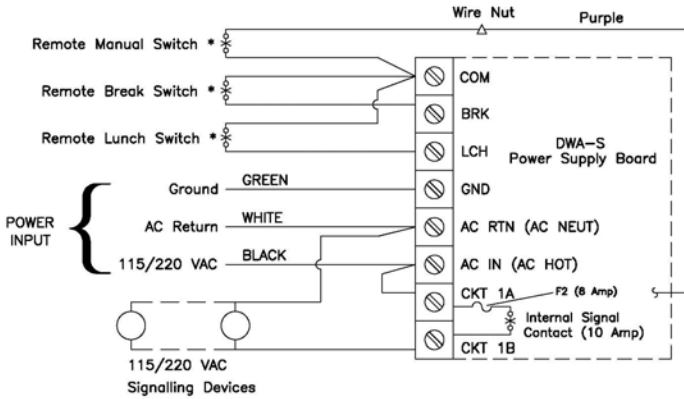 Wire Nut
Purple
Remote Manual Switch *
COM
Remote Break Switch *
BRK
DWA-S
Power Supply Board
Remote Lunch Switch *
LCH
POWER
INPUT
Ground
GREEN
GND
AC Return
WHITE
AC RTN (AC NEUT)
115/220 VAC
BLACK
AC IN (AC HOT)
CKT 1A
F2 (8 Amp)
Internal Signal
Contact (10 Amp)
CKT 1B
115/220 VAC
Signalling Devices